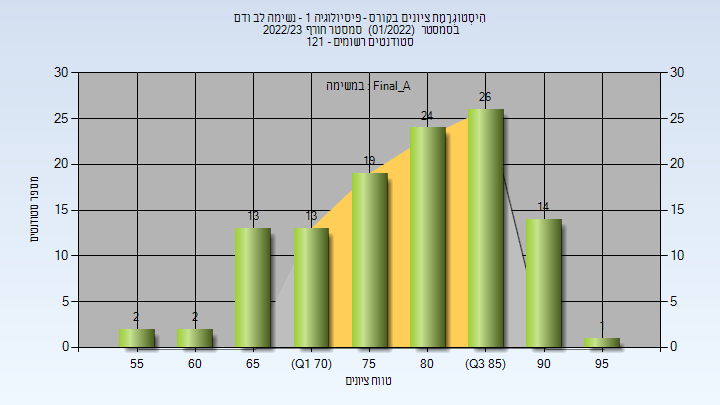 היסטוגרמת ציונים בקורס - פיסיולוגיה 1 - נשימה לב ודם
בסמסטר (01/2022) סמסטר חורף 2022/23
סטודנטים רשומים - 121
במשימה : Final_A
30 30
25 25
20 20
15 15
10 10
5 5
0 0
2 2 13 13 19 24 26 14 1
55 60 65 (Q1 70) 75 80 (Q3 85) 90 95
טווח ציונים
מספר סטודנטים